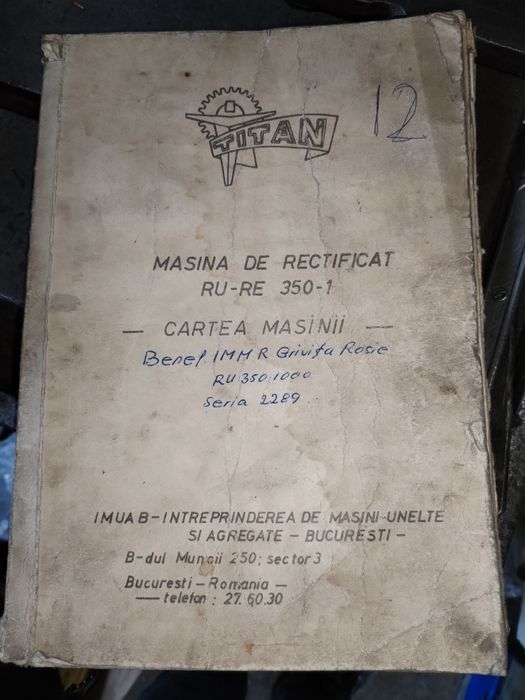 12
TITAN
MASINA DE RECTIFICAT
RU-RE 350-1
— CARTEA MASINII —
Benef. IMMR Grivița Rosie
RU 350.1000
Seria 2289
IMUAB - INTREPRINDEREA DE MASINI-UNELTE
SI AGREGATE - BUCURESTI -
B-dul Muncii 250; sector 3
Bucuresti - Romania -
— telefon : 27.60.30